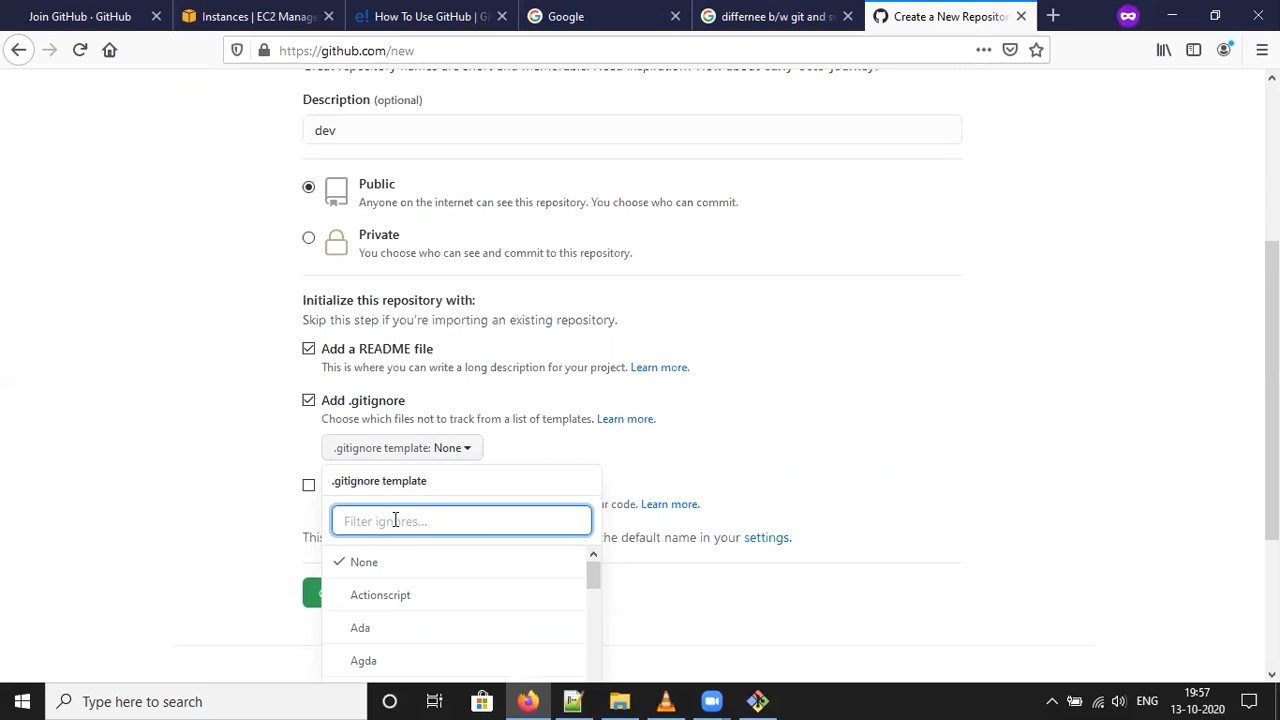 Join GitHub · GitHub
Instances | EC2 Manage
How To Use GitHub | G
Google
differnee b/w git and sv
Create a New Reposito
https://github.com/new
Description (optional)
dev
Public
Anyone on the internet can see this repository. You choose who can commit.
Private
You choose who can see and commit to this repository.
Initialize this repository with:
Skip this step if you're importing an existing repository.
Add a README file
This is where you can write a long description for your project. Learn more.
Add .gitignore
Choose which files not to track from a list of templates. Learn more.
.gitignore template: None
.gitignore template
Filter ignores...
ur code. Learn more.
This
the default name in your settings.
None
Actionscript
Ada
Agda
Type here to search
ENG
19:57
13-10-2020